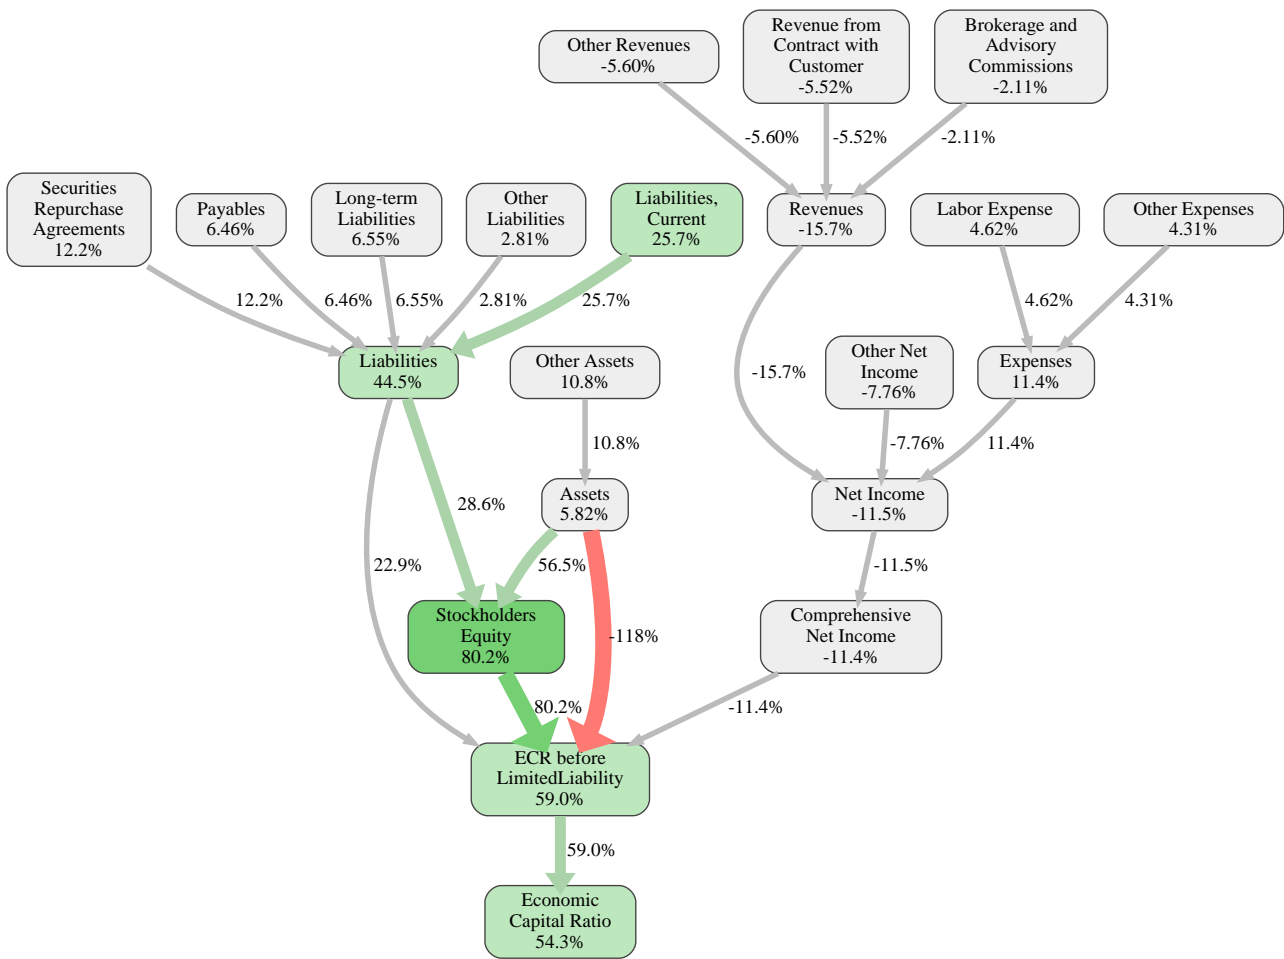 Other Revenues
-5.60%
Revenue from
Contract with
Customer
-5.52%
Brokerage and
Advisory
Commissions
-2.11%
-5.60%
-5.52%
-2.11%
Securities
Repurchase
Agreements
12.2%
Payables
6.46%
Long-term
Liabilities
6.55%
Other
Liabilities
2.81%
Liabilities,
Current
25.7%
Revenues
-15.7%
Labor Expense
4.62%
Other Expenses
4.31%
12.2%
6.46%
6.55%
2.81%
25.7%
4.62%
4.31%
Liabilities
44.5%
Other Assets
10.8%
-15.7%
Other Net
Income
-7.76%
Expenses
11.4%
10.8%
-7.76%
11.4%
28.6%
Assets
5.82%
Net Income
-11.5%
22.9%
56.5%
-11.5%
Stockholders
Equity
80.2%
-118%
Comprehensive
Net Income
-11.4%
80.2%
-11.4%
ECR before
LimitedLiability
59.0%
59.0%
Economic
Capital Ratio
54.3%